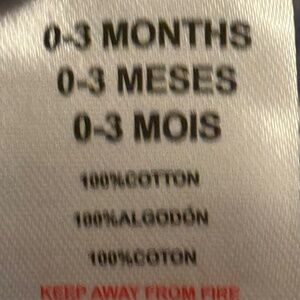 0-3 MONTHS
0-3 MESES
0-3 MOIS
100%COTTON
100%ALGODÓN
100%COTON
KEEP AWAY FROM FIRE